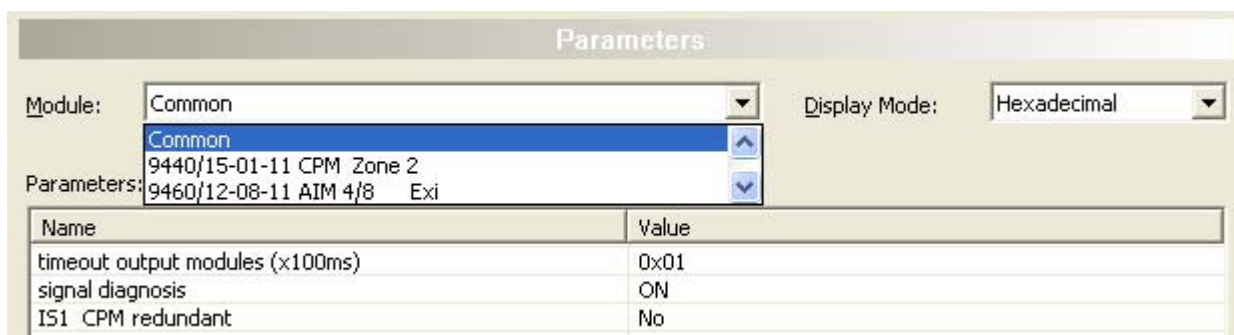 Parameters
Module: Common Display Mode: Hexadecimal
Common
9440/15-01-11 CPM Zone 2
Parameters: 9460/12-08-11 AIM 4/8 Exi
Name Value
timeout output modules (x100ms) 0x01
signal diagnosis ON
IS1 CPM redundant No